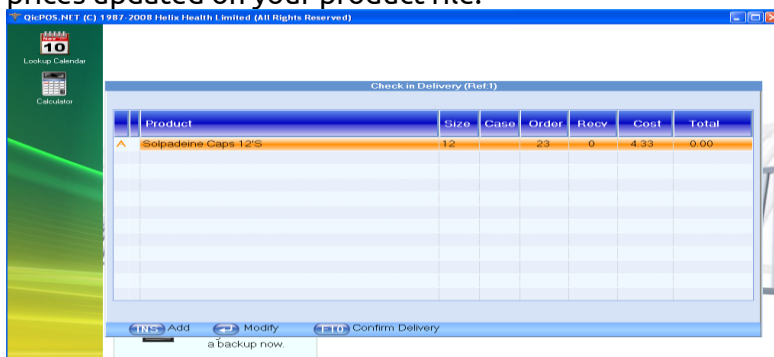 prices updated on your product file.
QicPOS.NET (C) 1987-2008 Helix Health Limited (All Rights Reserved)
10
Lookup Calendar
Calculator
Check in Delivery (Ref:1)
Product Size Case Order Recv Cost Total
Solpadeine Caps 12'S 12 23 0 4.33 0.00
INS Add Modify F10 Confirm Delivery
a backup now.